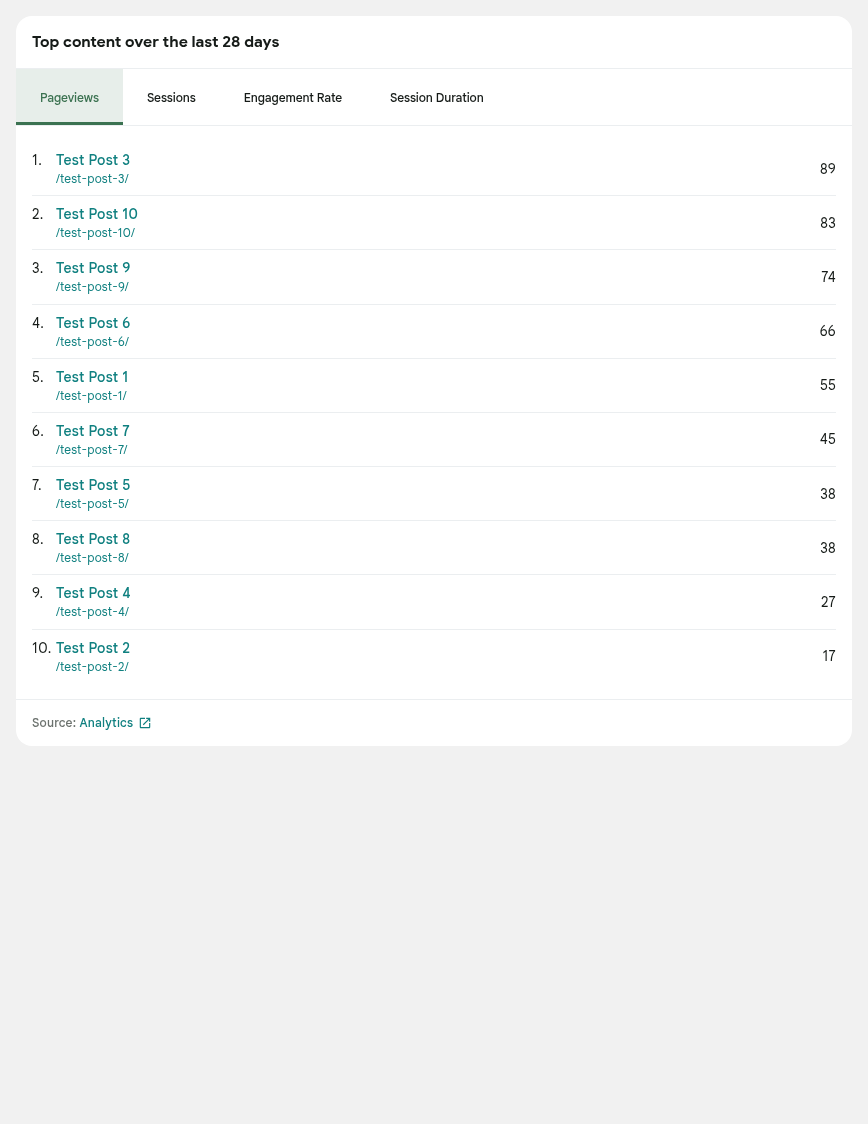 Top content over the last 28 days
Pageviews Sessions Engagement Rate Session Duration
1. Test Post 3 89
/test-post-3/
2. Test Post 10 83
/test-post-10/
3. Test Post 9 74
/test-post-9/
4. Test Post 6 66
/test-post-6/
5. Test Post 1 55
/test-post-1/
6. Test Post 7 45
/test-post-7/
7. Test Post 5 38
/test-post-5/
8. Test Post 8 38
/test-post-8/
9. Test Post 4 27
/test-post-4/
10. Test Post 2 17
/test-post-2/
Source: Analytics